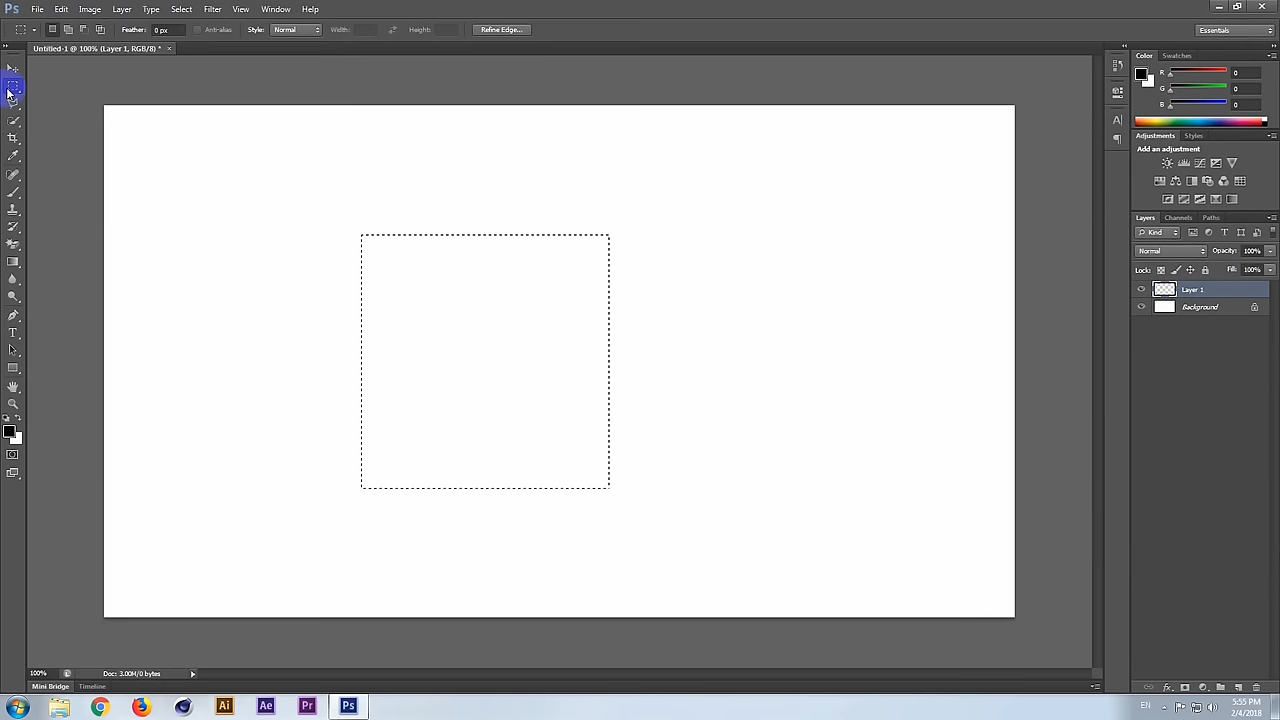 Ps File Edit Image Layer Type Select Filter View Window Help
Feather: 0 px Anti-alias Style: Normal Width: Height: Refine Edge... Essentials
Untitled-1 @ 100% (Layer 1, RGB/8) * ×
Color Swatches
R 0
G 0
B 0
Adjustments Styles
Add an adjustment
Layers Channels Paths
Kind
Normal Opacity: 100%
Lock: Fill: 100%
Layer 1
Background
100% Doc: 3.00M/0 bytes
Mini Bridge Timeline
Ai Ae Pr Ps EN 5:55 PM
2/4/2018